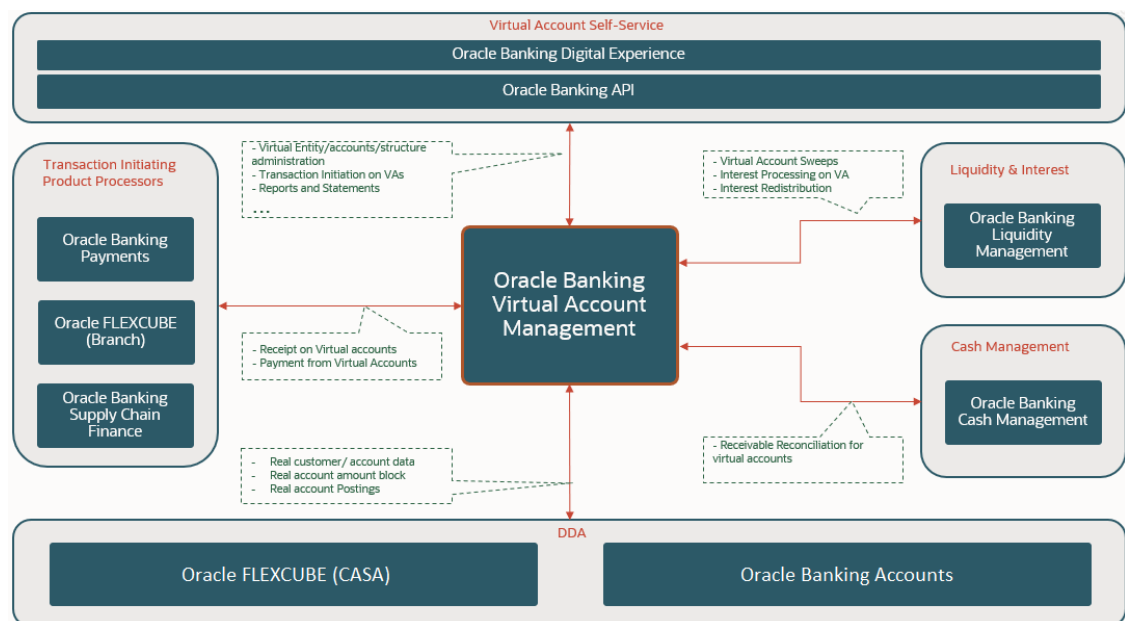 Virtual Account Self-Service
Oracle Banking Digital Experience
Oracle Banking API
Transaction Initiating
Product Processors
Oracle Banking
Payments
Oracle FLEXCUBE
(Branch)
Oracle Banking
Supply Chain
Finance
- Virtual Entity/accounts/structure
administration
- Transaction Initiation on VAs
- Reports and Statements
...
- Virtual Account Sweeps
- Interest Processing on VA
- Interest Redistribution
Liquidity & Interest
Oracle Banking
Liquidity
Management
Oracle Banking
Virtual Account
Management
- Receipt on Virtual accounts
- Payment from Virtual Accounts
Cash Management
Oracle Banking
Cash Management
- Receivable Reconciliation for
virtual accounts
- Real customer/ account data
- Real account amount block
- Real account Postings
DDA
Oracle FLEXCUBE (CASA)
Oracle Banking Accounts